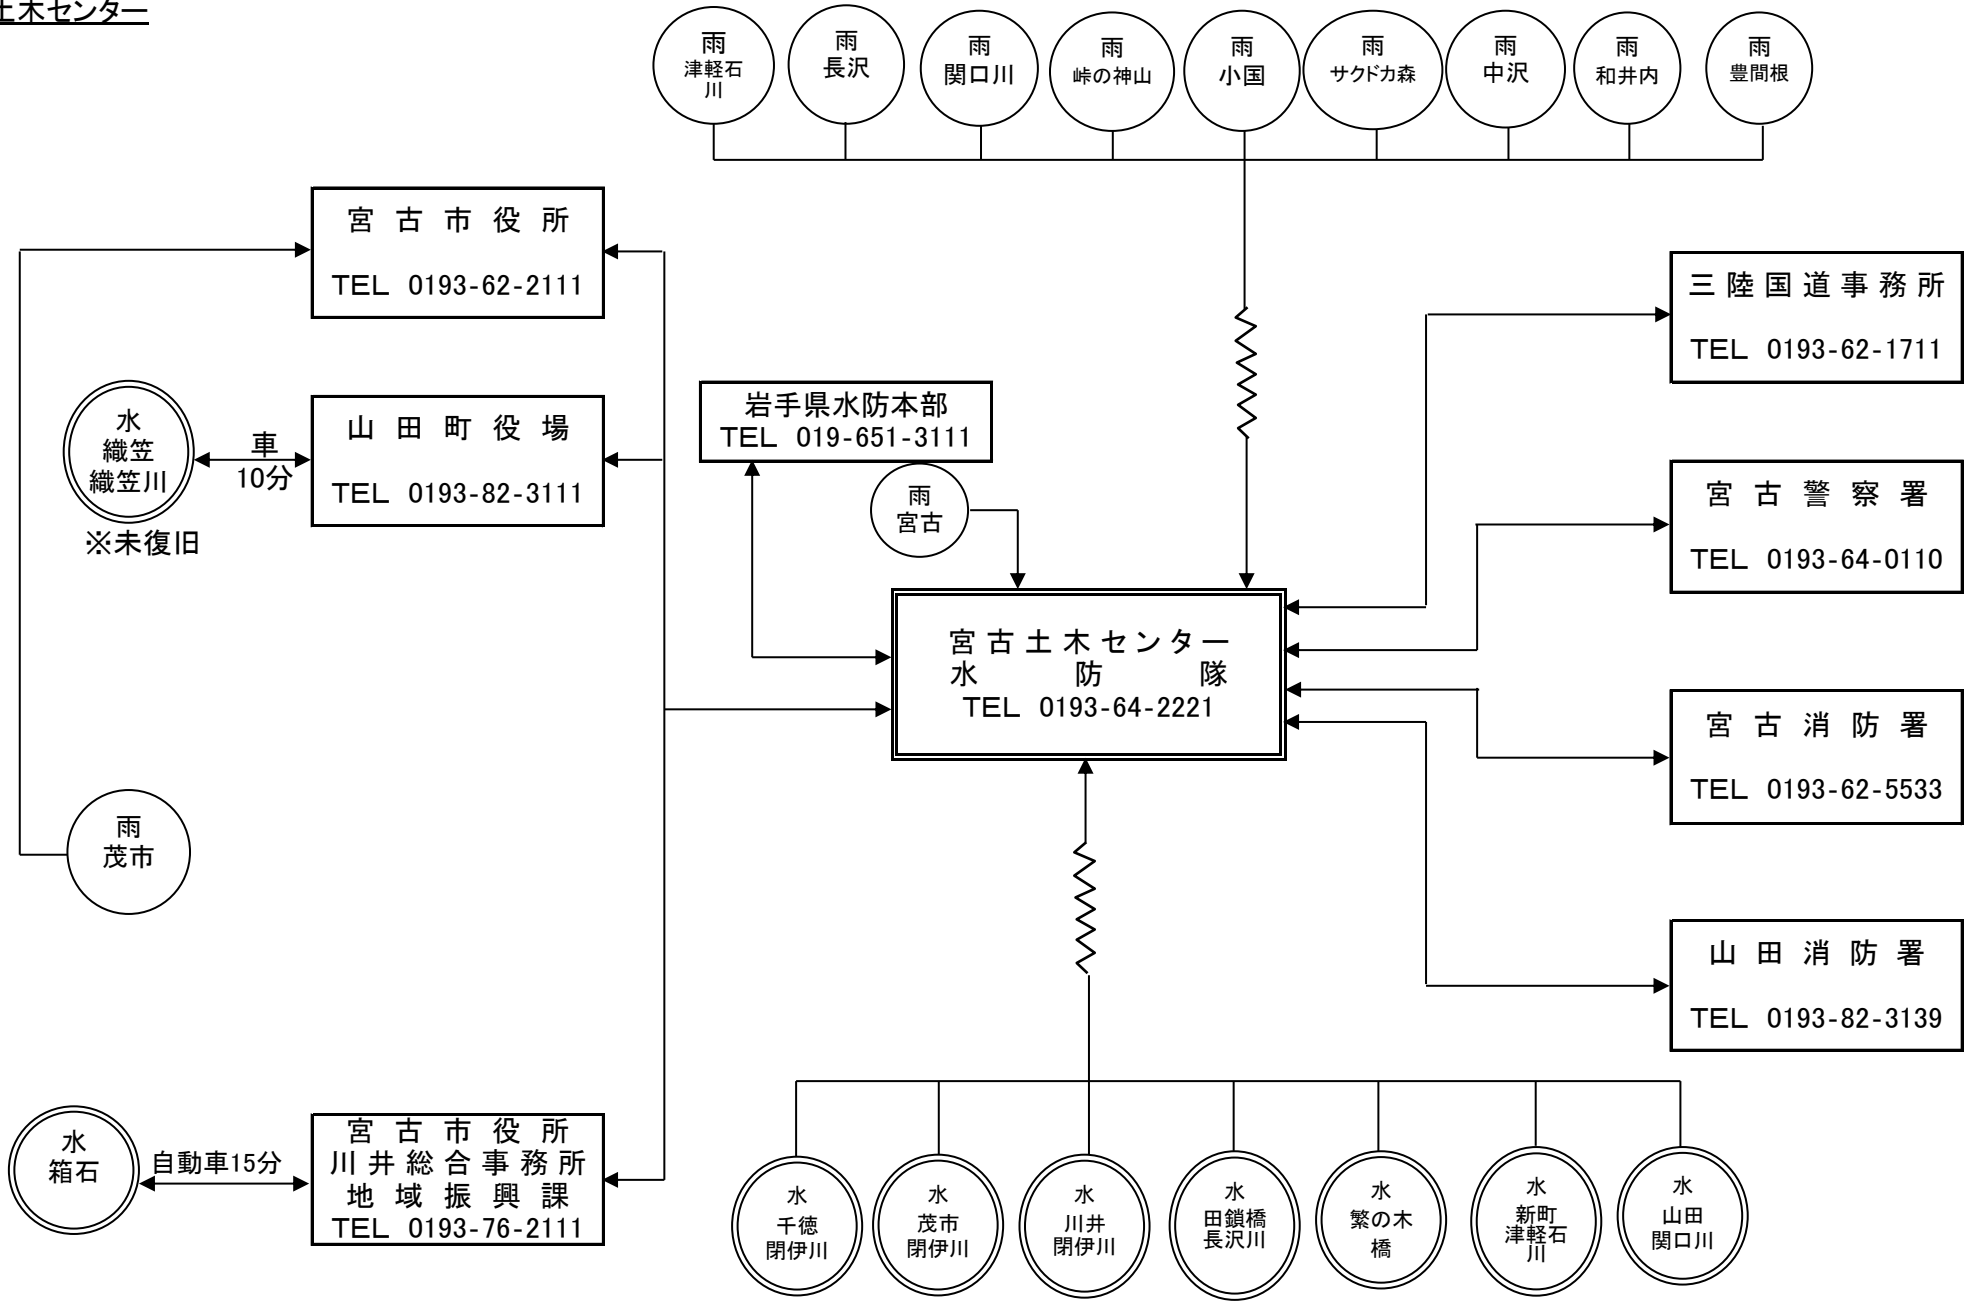 土木センター
雨
津軽石
川
雨
長沢
雨
関口川
雨
峠の神山
雨
小国
雨
サクドカ森
雨
中沢
雨
和井内
雨
豊間根
宮古市役所
TEL 0193-62-2111
三陸国道事務所
TEL 0193-62-1711
水
織笠
織笠川
※未復旧
車
10分
山田町役場
TEL 0193-82-3111
岩手県水防本部
TEL 019-651-3111
雨
宮古
宮古警察署
TEL 0193-64-0110
宮古土木センター
水防隊
TEL 0193-64-2221
宮古消防署
TEL 0193-62-5533
雨
茂市
山田消防署
TEL 0193-82-3139
水
箱石
自動車15分
宮古市役所
川井総合事務所
地域振興課
TEL 0193-76-2111
水
千徳
閉伊川
水
茂市
閉伊川
水
川井
閉伊川
水
田鎖橋
長沢川
水
繁の木
橋
水
新町
津軽石
川
水
山田
関口川